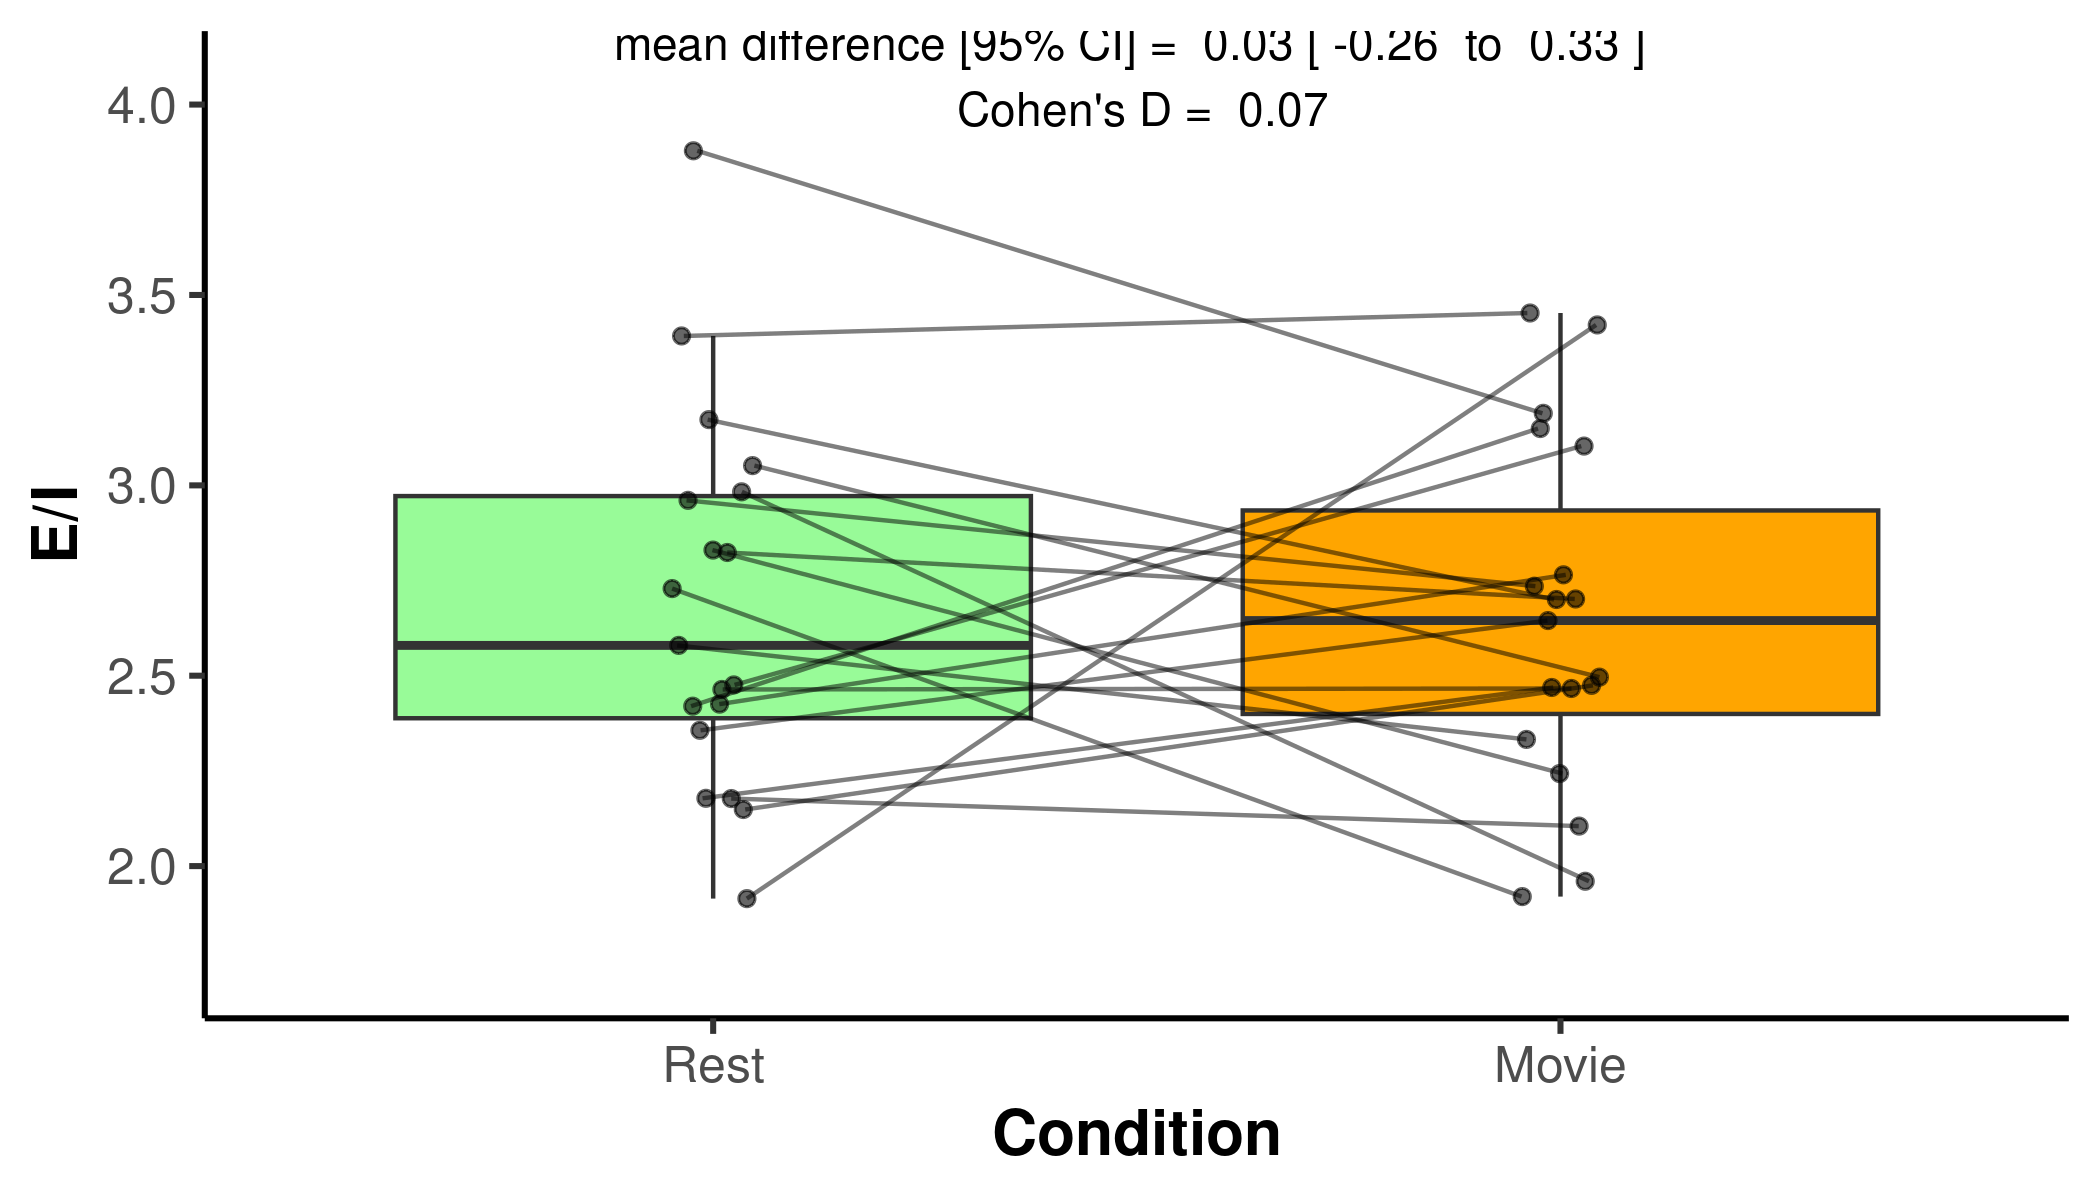 mean difference [95% CI] = 0.03 [ -0.26 to 0.33 ]
Cohen's D = 0.07
4.0
3.5
3.0
2.5
2.0
E/I
Rest
Movie
Condition